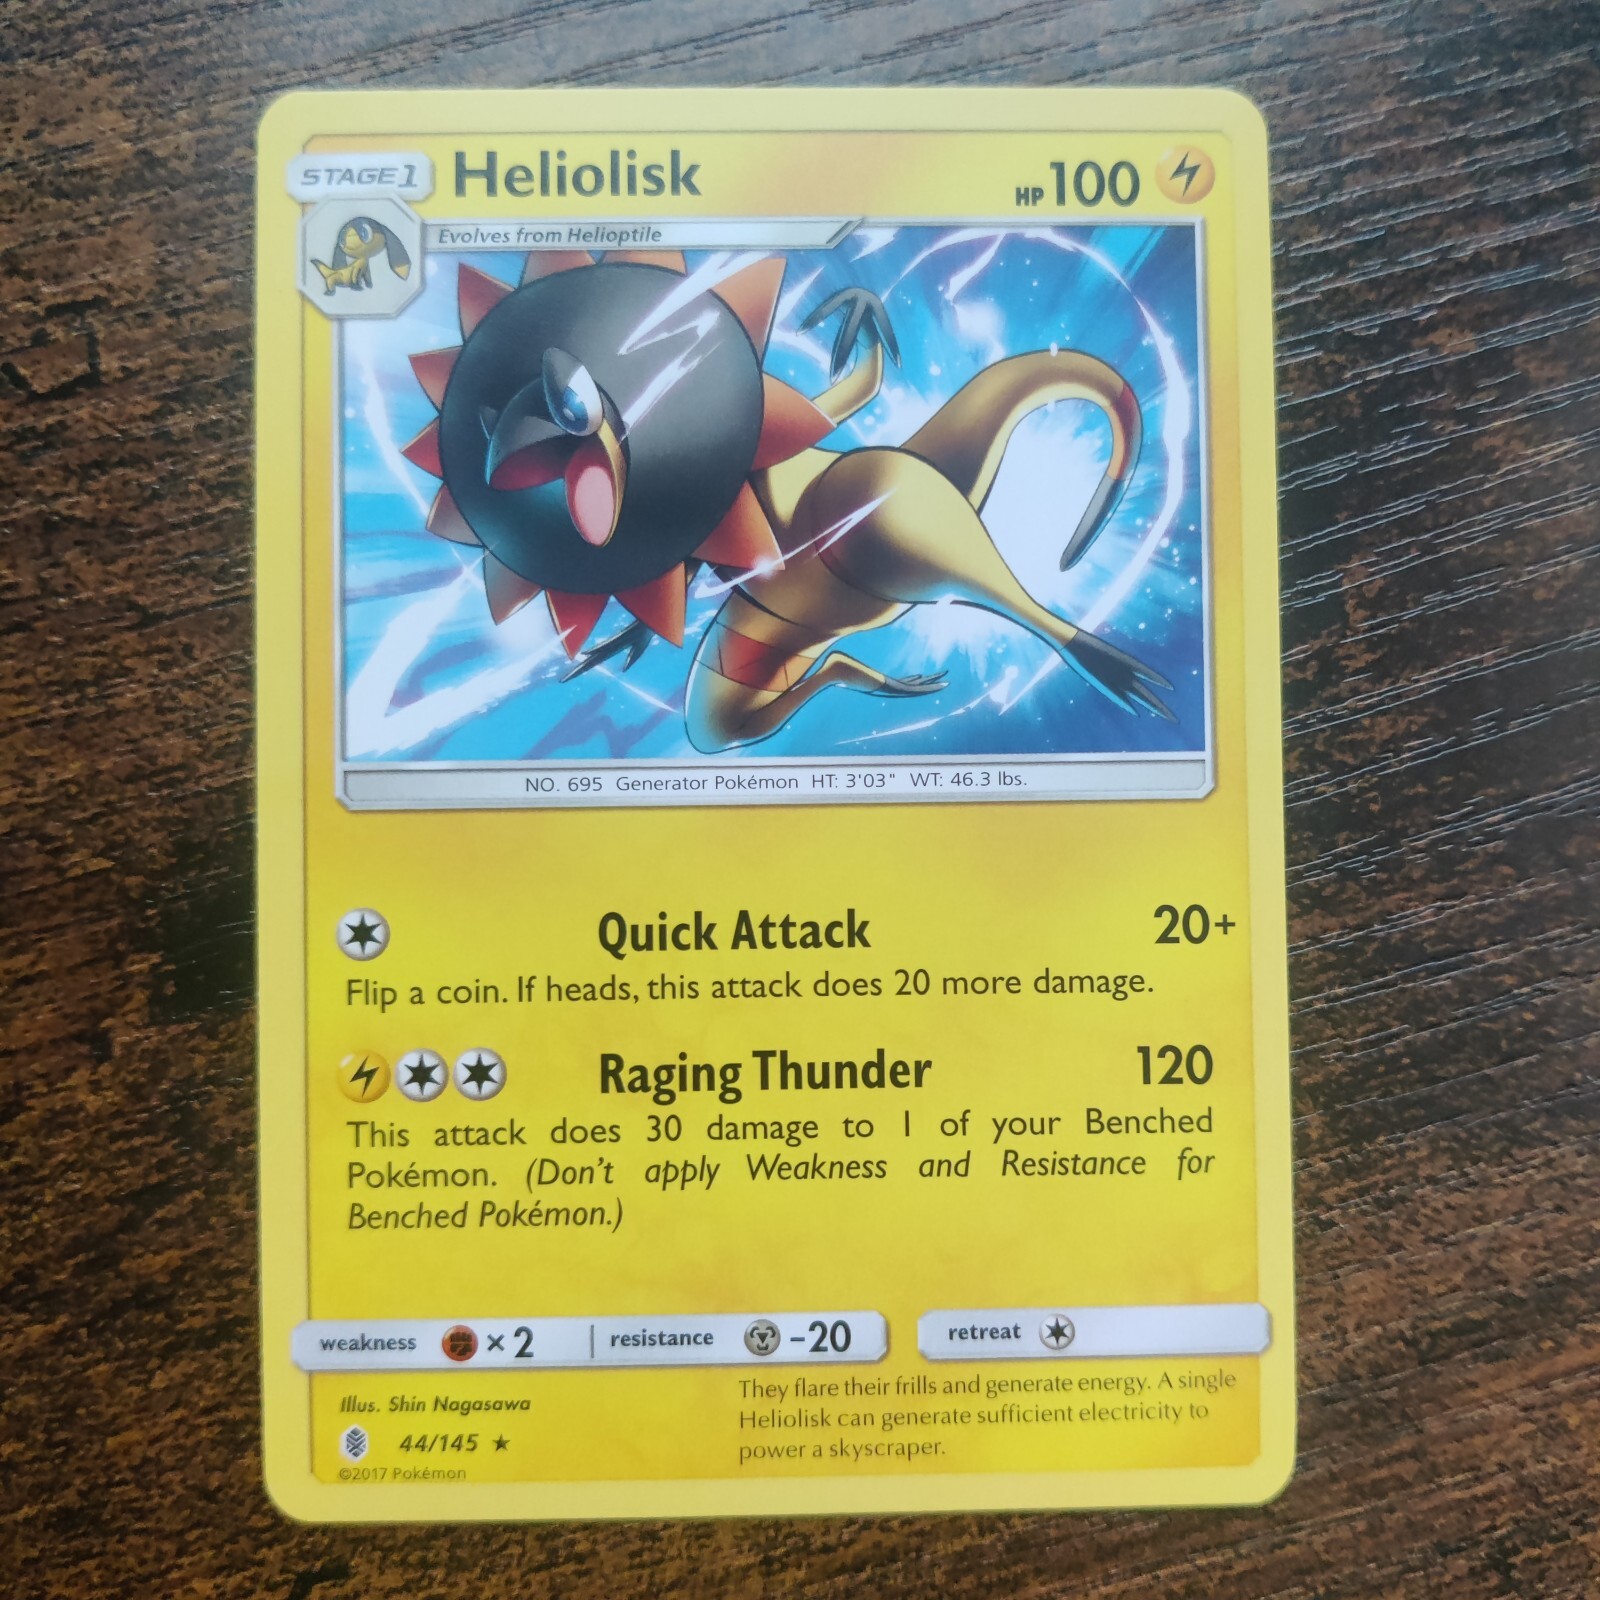 STAGE 1 Heliolisk HP 100
Evolves from Helioptile
NO. 695 Generator Pokémon HT: 3'03" WT: 46.3 lbs.
Quick Attack 20+
Flip a coin. If heads, this attack does 20 more damage.
Raging Thunder 120
This attack does 30 damage to 1 of your Benched
Pokémon. (Don't apply Weakness and Resistance for
Benched Pokémon.)
weakness ×2 resistance -20 retreat
Illus. Shin Nagasawa
44/145 ★
©2017 Pokémon
They flare their frills and generate energy. A single
Heliolisk can generate sufficient electricity to
power a skyscraper.